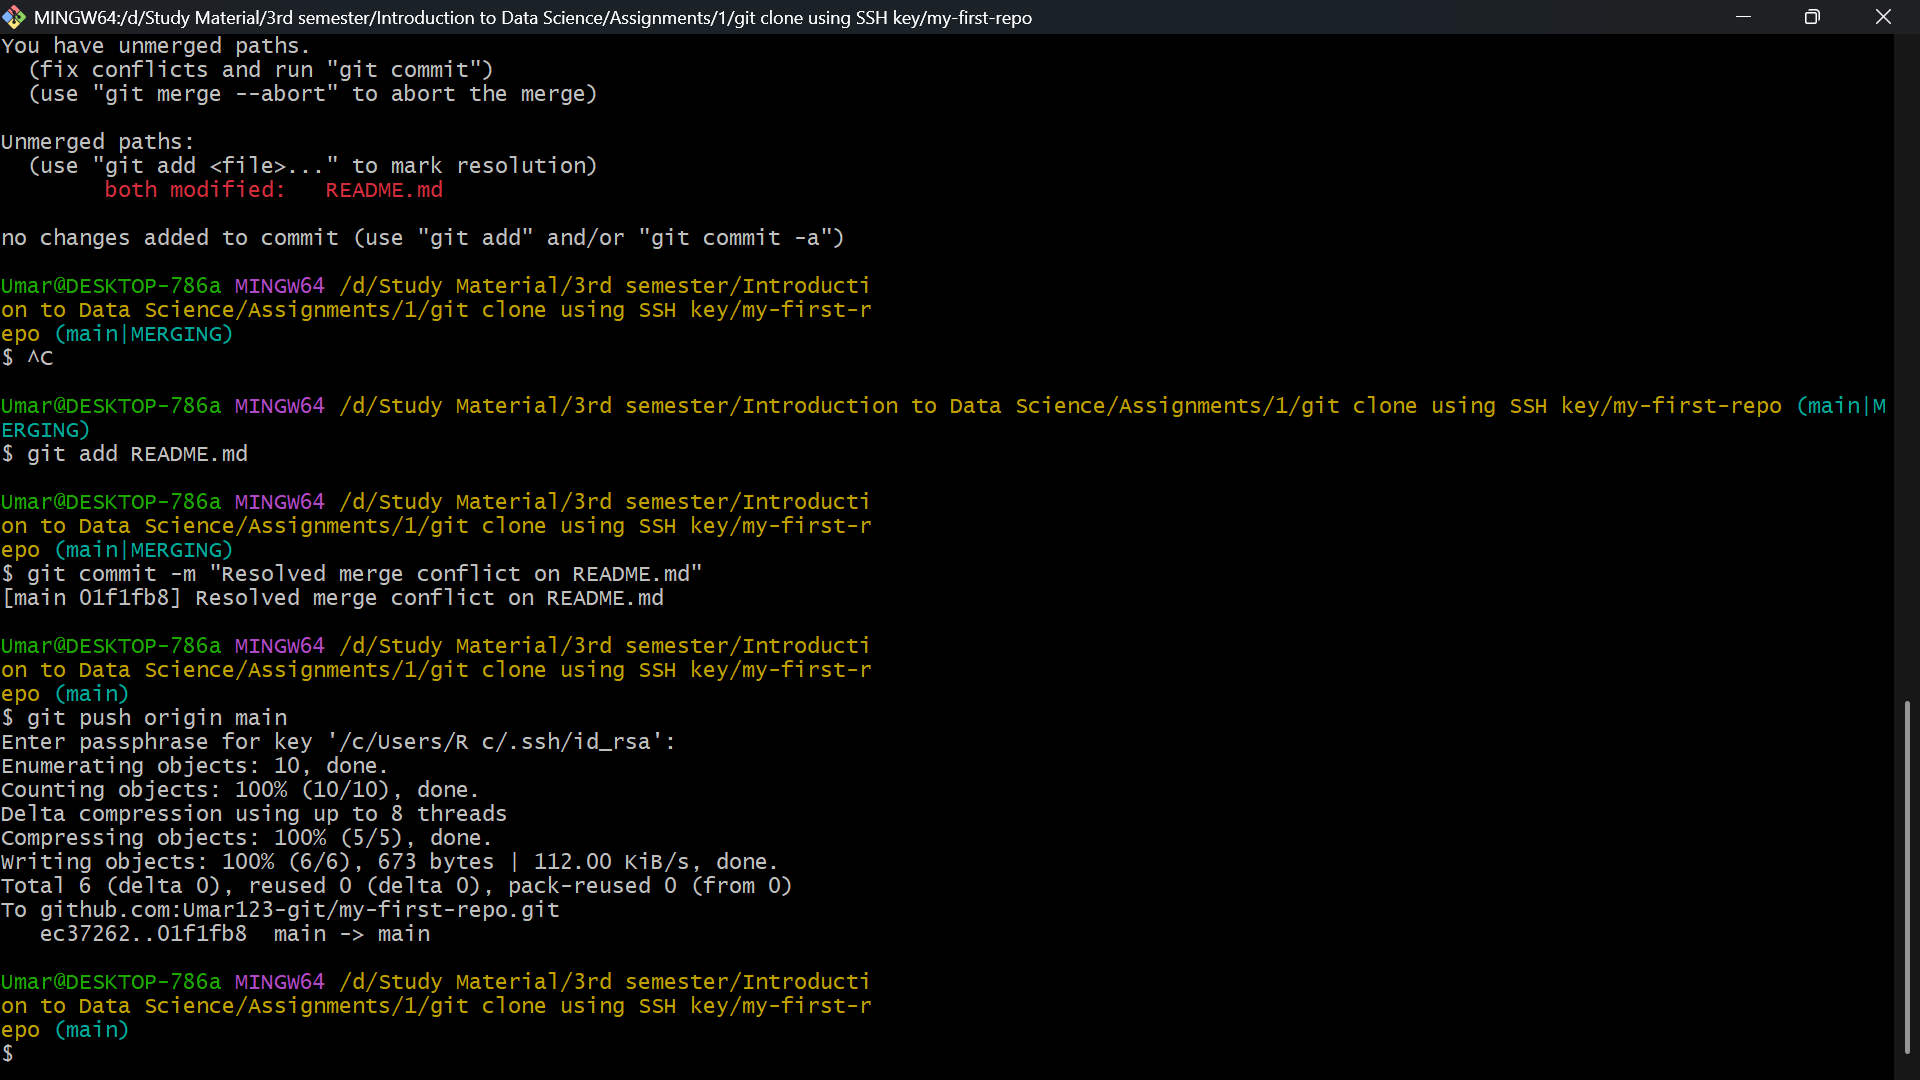 MINGW64:/d/Study Material/3rd semester/Introduction to Data Science/Assignments/1/git clone using SSH key/my-first-repo
You have unmerged paths.
  (fix conflicts and run "git commit")
  (use "git merge --abort" to abort the merge)

Unmerged paths:
  (use "git add <file>..." to mark resolution)
        both modified:   README.md

no changes added to commit (use "git add" and/or "git commit -a")

Umar@DESKTOP-786a MINGW64 /d/Study Material/3rd semester/Introducti
on to Data Science/Assignments/1/git clone using SSH key/my-first-r
epo (main|MERGING)
$ ^C

Umar@DESKTOP-786a MINGW64 /d/Study Material/3rd semester/Introduction to Data Science/Assignments/1/git clone using SSH key/my-first-repo (main|M
ERGING)
$ git add README.md

Umar@DESKTOP-786a MINGW64 /d/Study Material/3rd semester/Introducti
on to Data Science/Assignments/1/git clone using SSH key/my-first-r
epo (main|MERGING)
$ git commit -m "Resolved merge conflict on README.md"
[main 01f1fb8] Resolved merge conflict on README.md

Umar@DESKTOP-786a MINGW64 /d/Study Material/3rd semester/Introducti
on to Data Science/Assignments/1/git clone using SSH key/my-first-r
epo (main)
$ git push origin main
Enter passphrase for key '/c/Users/R c/.ssh/id_rsa':
Enumerating objects: 10, done.
Counting objects: 100% (10/10), done.
Delta compression using up to 8 threads
Compressing objects: 100% (5/5), done.
Writing objects: 100% (6/6), 673 bytes | 112.00 KiB/s, done.
Total 6 (delta 0), reused 0 (delta 0), pack-reused 0 (from 0)
To github.com:Umar123-git/my-first-repo.git
   ec37262..01f1fb8  main -> main

Umar@DESKTOP-786a MINGW64 /d/Study Material/3rd semester/Introducti
on to Data Science/Assignments/1/git clone using SSH key/my-first-r
epo (main)
$